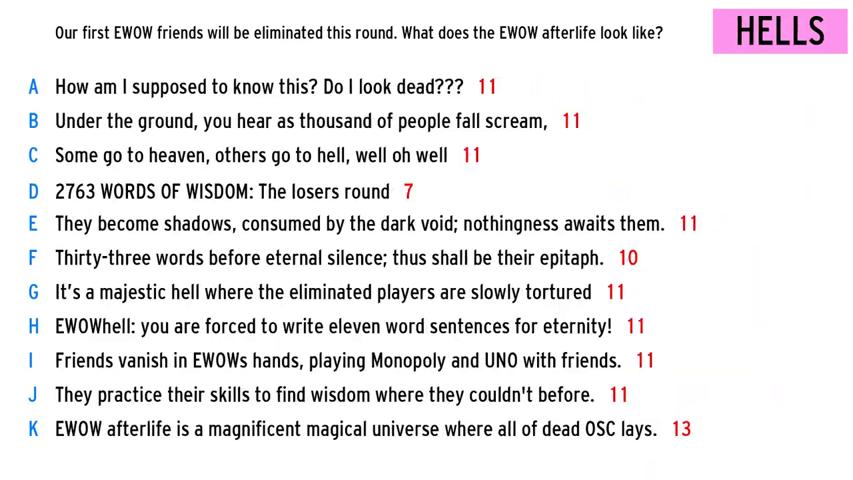 Our first EWOW friends will be eliminated this round. What does the EWOW afterlife look like?
HELLS
A How am I supposed to know this? Do I look dead??? 11
B Under the ground, you hear as thousand of people fall scream, 11
C Some go to heaven, others go to hell, well oh well 11
D 2763 WORDS OF WISDOM: The losers round 7
E They become shadows, consumed by the dark void; nothingness awaits them. 11
F Thirty-three words before eternal silence; thus shall be their epitaph. 10
G It's a majestic hell where the eliminated players are slowly tortured 11
H EWOWhell: you are forced to write eleven word sentences for eternity! 11
I Friends vanish in EWOWs hands, playing Monopoly and UNO with friends. 11
J They practice their skills to find wisdom where they couldn't before. 11
K EWOW afterlife is a magnificent magical universe where all of dead OSC lays. 13